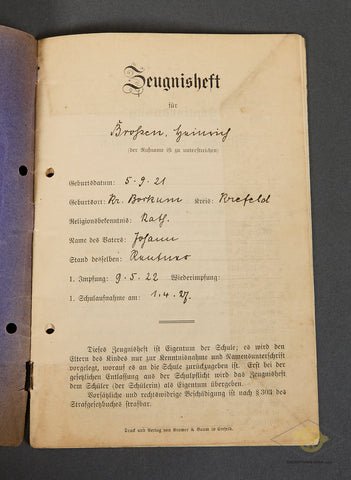 Zeugnisheft
für
Broßen, Heinrich
(der Rufname ist zu unterstreichen)
Geburtsdatum: 5.9.21
Geburtsort: Kr. Borkum Kreis: Krefeld
Religionsbekenntnis: Kath.
Name des Vaters: Johann
Stand desselben: Rentner
1. Impfung: 9.5.22 Wiederimpfung:
1. Schulaufnahme am: 1.4.27.
Dieses Zeugnisheft ist Eigentum der Schule; es wird den
Eltern des Kindes nur zur Kenntnisnahme und Namensunterschrift
vorgelegt, worauf es an die Schule zurückzugeben ist. Erst bei der
gesetzlichen Entlassung aus der Schulpflicht wird das Zeugnisheft
dem Schüler (der Schülerin) als Eigentum übergeben.
Vorsätzliche und rechtswidrige Beschädigung ist nach § 303 des
Strafgesetzbuches strafbar.
Druck und Verlag von Kramer & Baum in Crefeld.